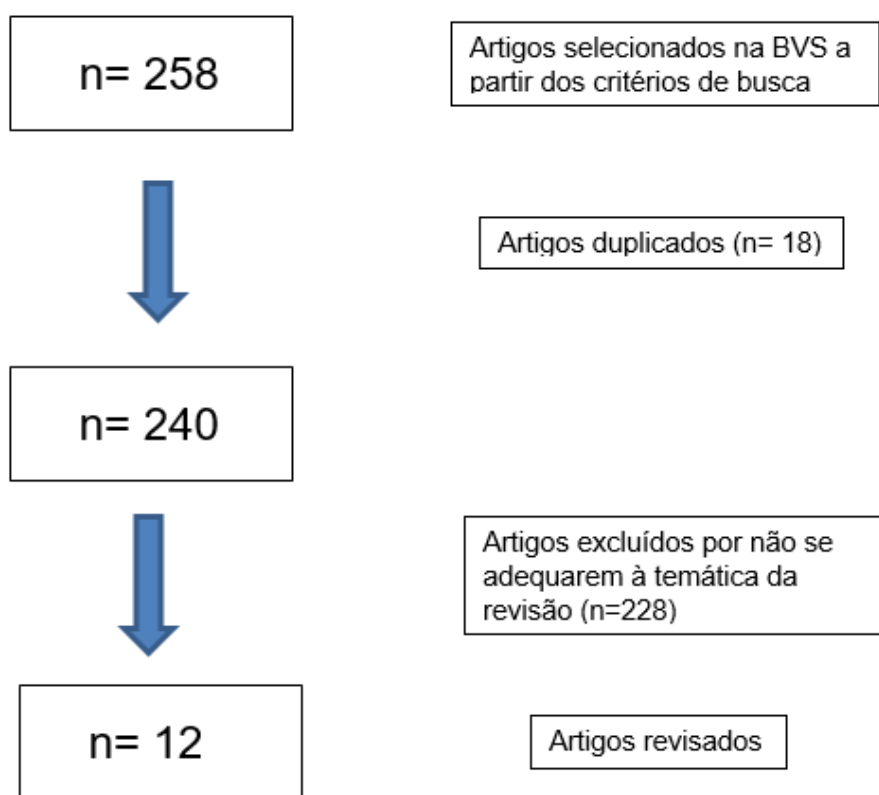 n= 258
Artigos selecionados na BVS a
partir dos critérios de busca
Artigos duplicados (n= 18)
n= 240
Artigos excluídos por não se
adequarem à temática da
revisão (n=228)
n= 12
Artigos revisados